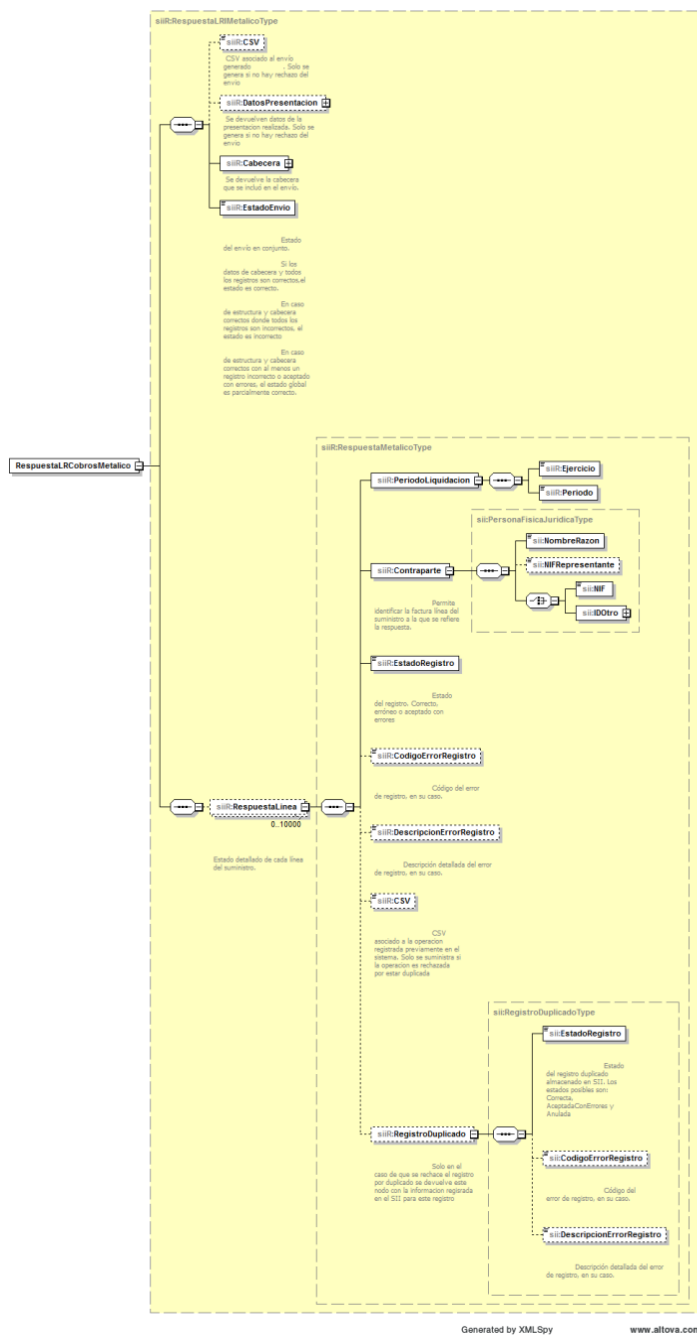 siiR:RespuestaLRIMetalicoType
siiR:CSV
CSV asociado al envío
generado . Solo se
genera si no hay rechazo del
envio
siiR:DatosPresentacion
Se devuelven datos de la
presentacion realizada. Solo se
genera si no hay rechazo del
envío
siiR:Cabecera
Se devuelve la cabecera
que se incluó en el envío.
siiR:EstadoEnvio
Estado
del envío en conjunto.
Si los
datos de cabecera y todos
los registros son correctos,el
estado es correcto.
En caso
de estructura y cabecera
correctos donde todos los
registros son incorrectos, el
estado es incorrecto
En caso
de estructura y cabecera
correctos con al menos un
registro incorrecto o aceptado
con errores, el estado global
es parcialmente correcto.
RespuestaLRCobrosMetalico
siiR:RespuestaMetalicoType
siiR:PeriodoLiquidacion
siiR:Ejercicio
siiR:Periodo
sii:PersonaFisicaJuridicaType
siiR:Contraparte
sii:NombreRazon
sii:NIFRepresentante
sii:NIF
sii:IDOtro
Permite
identificar la factura línea del
suministro a la que se refiere
la respuesta.
siiR:EstadoRegistro
Estado
del registro. Correcto,
erróneo o aceptado con
errores
siiR:CodigoErrorRegistro
Código del error
de registro, en su caso.
siiR:RespuestaLinea
0..10000
Estado detallado de cada línea
del suministro.
siiR:DescripcionErrorRegistro
Descripción detallada del error
de registro, en su caso.
siiR:CSV
CSV
asociado a la operacion
registrada previamente en el
sistema. Solo se suministra si
la operacion es rechazada
por estar duplicada
sii:RegistroDuplicadoType
sii:EstadoRegistro
Estado
del registro duplicado
almacenado en SII. Los
estados posibles son:
Correcta,
AceptadaConErrores y
Anulada
siiR:RegistroDuplicado
Solo en el
caso de que se rechace el registro
por duplicado se devuelve este
nodo con la informacion regisrada
en el SII para este registro
sii:CodigoErrorRegistro
Código del
error de registro, en su caso.
sii:DescripcionErrorRegistro
Descripción detallada del error
de registro, en su caso.
Generated by XMLSpy
www.altova.com